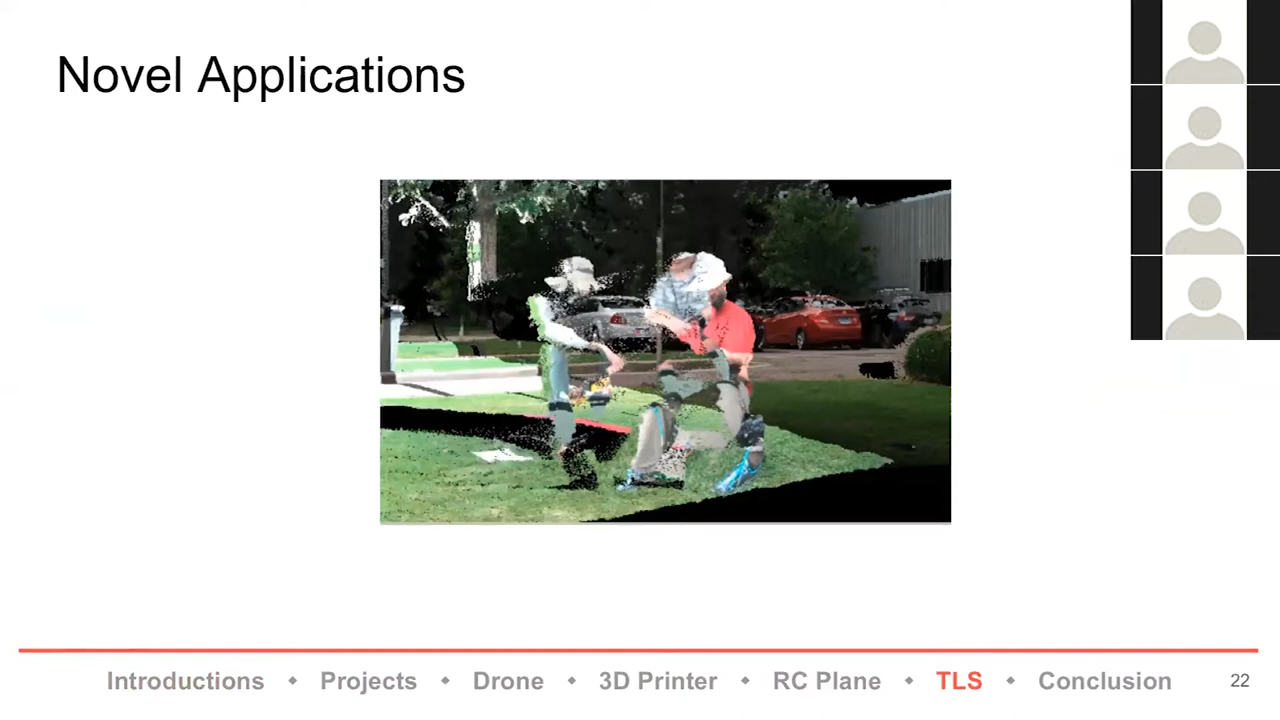 Novel Applications
Introductions ◆ Projects ◆ Drone ◆ 3D Printer ◆ RC Plane ◆ TLS ◆ Conclusion 22